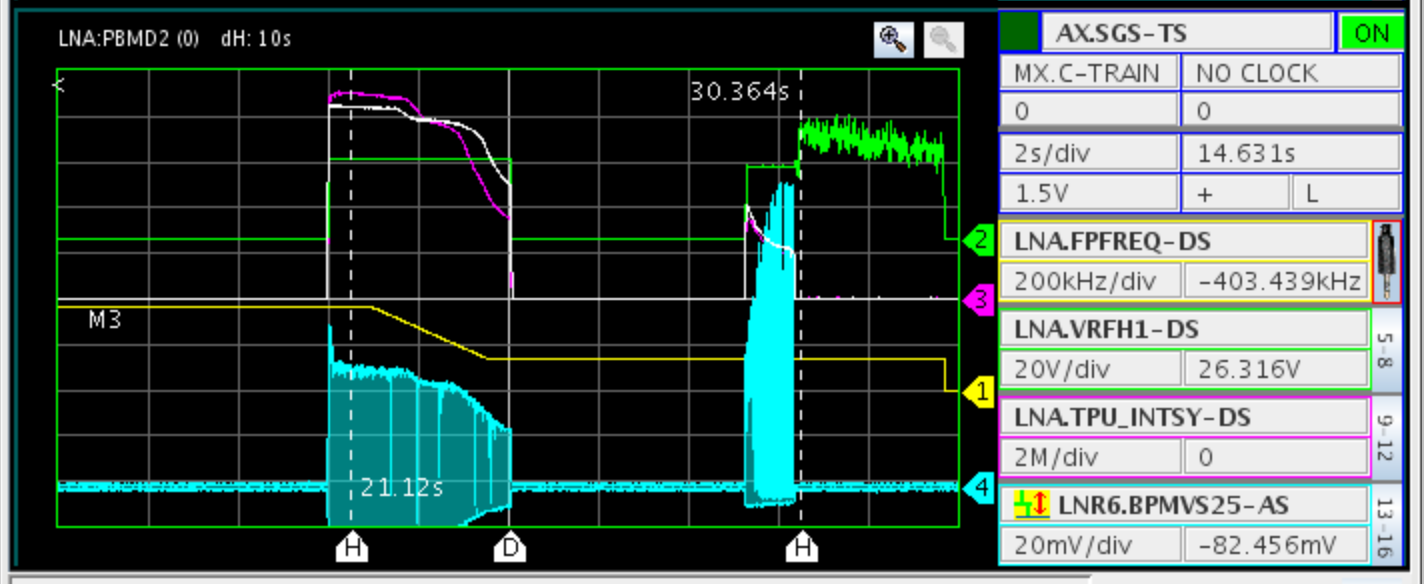 LNA:PBMD2 (0) dH: 10s
<
30.364s
M3
21.12s
2
3
1
4
H
D
H
AX.SGS-TS
ON
MX.C-TRAIN
NO CLOCK
0
0
2s/div
14.631s
1.5V
+
L
LNA.FPFREQ-DS
200kHz/div
-403.439kHz
LNA.VRFH1-DS
20V/div
26.316V
5-8
LNA.TPU_INTSY-DS
2M/div
0
9-12
LNR6.BPMVS25-AS
20mV/div
-82.456mV
13-16